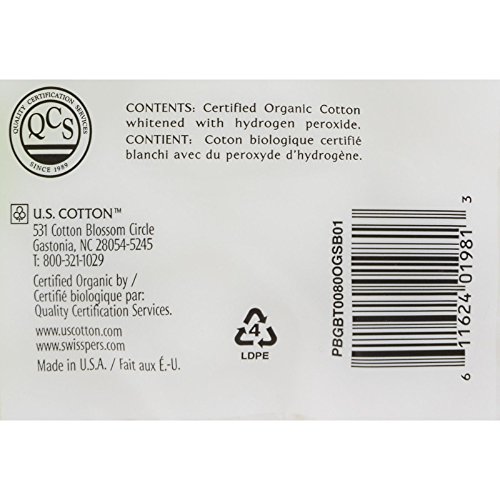 QUALITY CERTIFICATION SERVICES
QCS
SINCE 1989
CONTENTS: Certified Organic Cotton
whitened with hydrogen peroxide.
CONTIENT: Coton biologique certifié
blanchi avec du peroxyde d'hydrogène.
U.S. COTTON™
531 Cotton Blossom Circle
Gastonia, NC 28054-5245
T: 800-321-1029
Certified Organic by /
Certifié biologique par:
Quality Certification Services.
www.uscotton.com
www.swisspers.com
Made in U.S.A. / Fait aux É.-U.
4
LDPE
PBGBT0080OGSB01
6 11624 01981 3